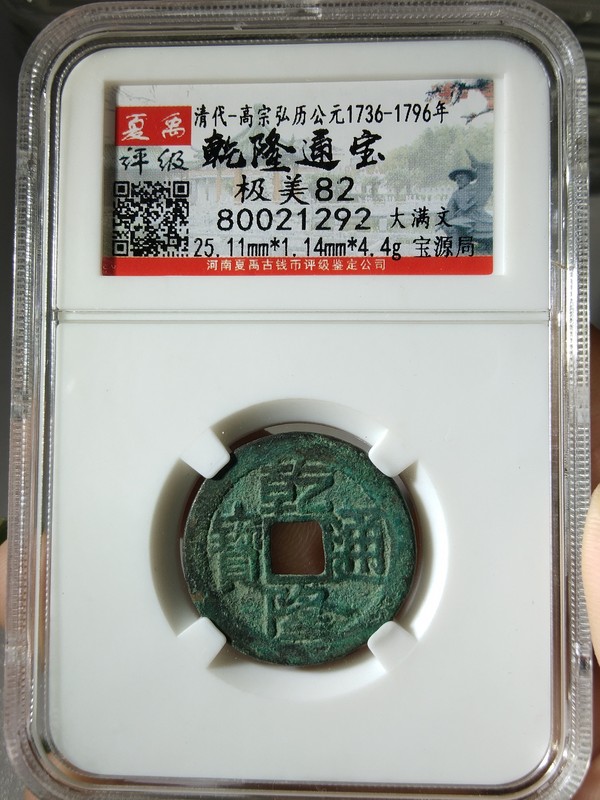 夏禹
评级
清代-高宗弘历公元1736-1796年
乾隆通宝
极美82
80021292 大满文
25.11mm*1.14mm*4.4g 宝源局
河南夏禹古钱币评级鉴定公司
乾隆通寶